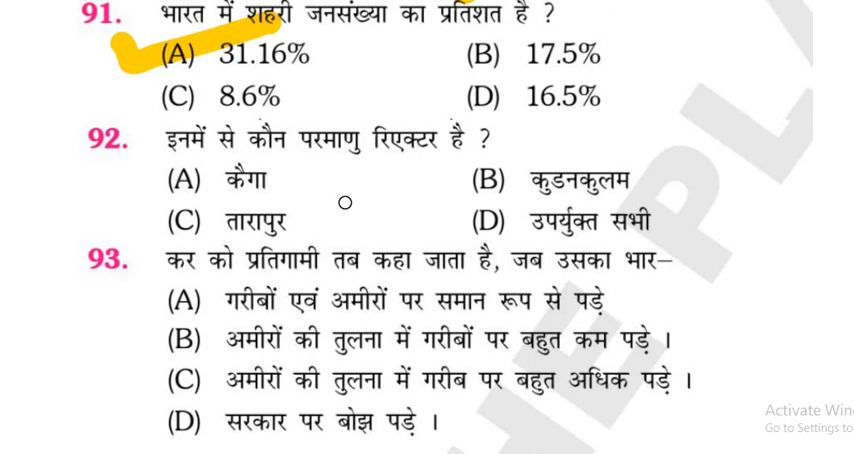 91. भारत में शहरी जनसंख्या का प्रतिशत है ?
(A) 31.16% (B) 17.5%
(C) 8.6% (D) 16.5%
92. इनमें से कौन परमाणु रिएक्टर है ?
(A) कैगा (B) कुडनकुलम
(C) तारापुर (D) उपर्युक्त सभी
93. कर को प्रतिगामी तब कहा जाता है, जब उसका भार–
(A) गरीबों एवं अमीरों पर समान रूप से पड़े
(B) अमीरों की तुलना में गरीबों पर बहुत कम पड़े ।
(C) अमीरों की तुलना में गरीब पर बहुत अधिक पड़े ।
(D) सरकार पर बोझ पड़े ।
HE PLA
Activate Win
Go to Settings to